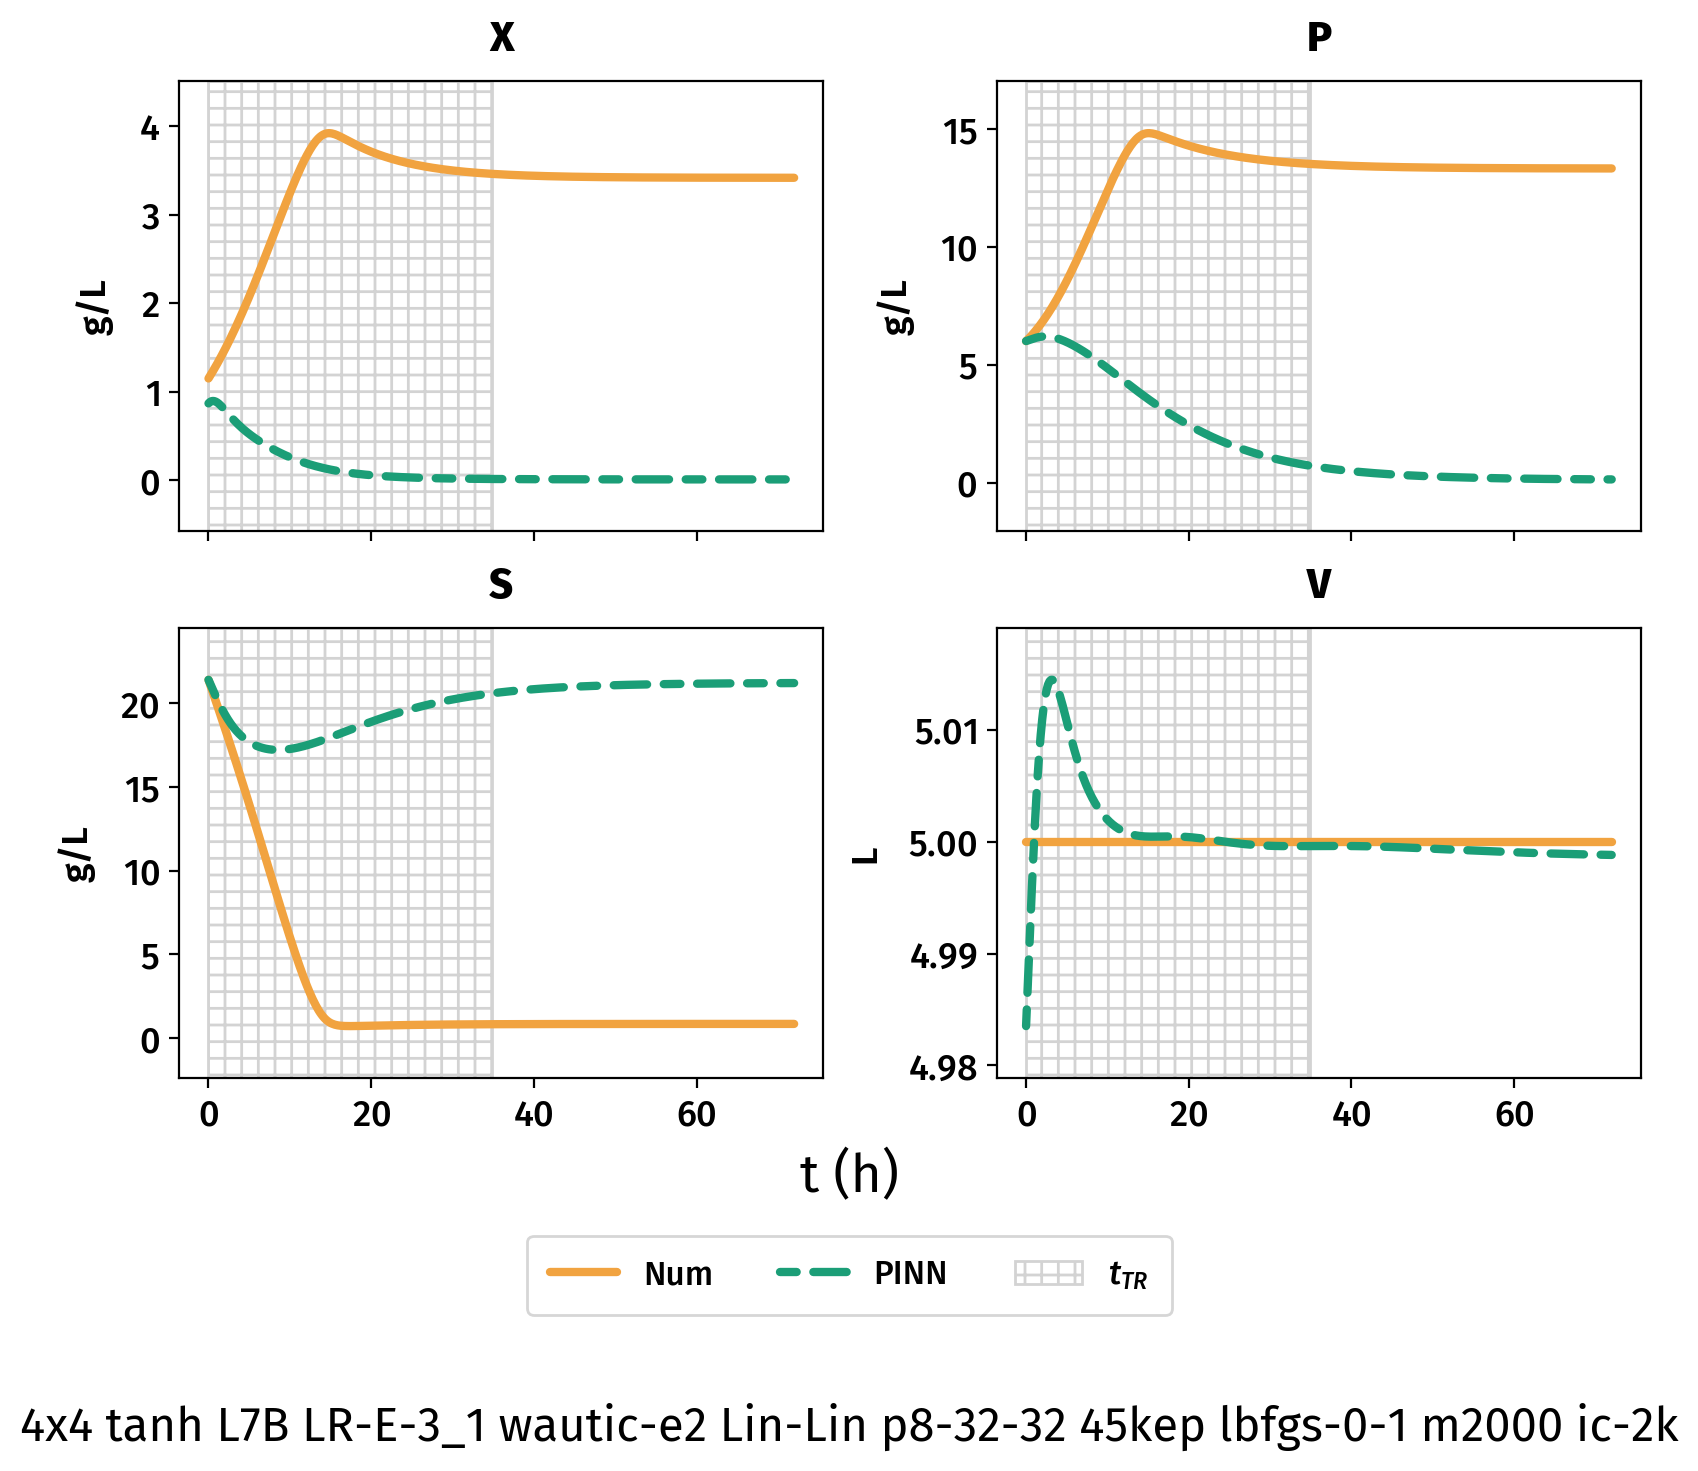 X
P
4
3
2
1
0
g/L
15
10
5
0
g/L
S
V
20
15
10
5
0
g/L
5.01
5.00
4.99
4.98
L
0 20 40 60
0 20 40 60
t (h)
Num PINN t_TR
4x4 tanh L7B LR-E-3_1 wautic-e2 Lin-Lin p8-32-32 45kep lbfgs-0-1 m2000 ic-2k